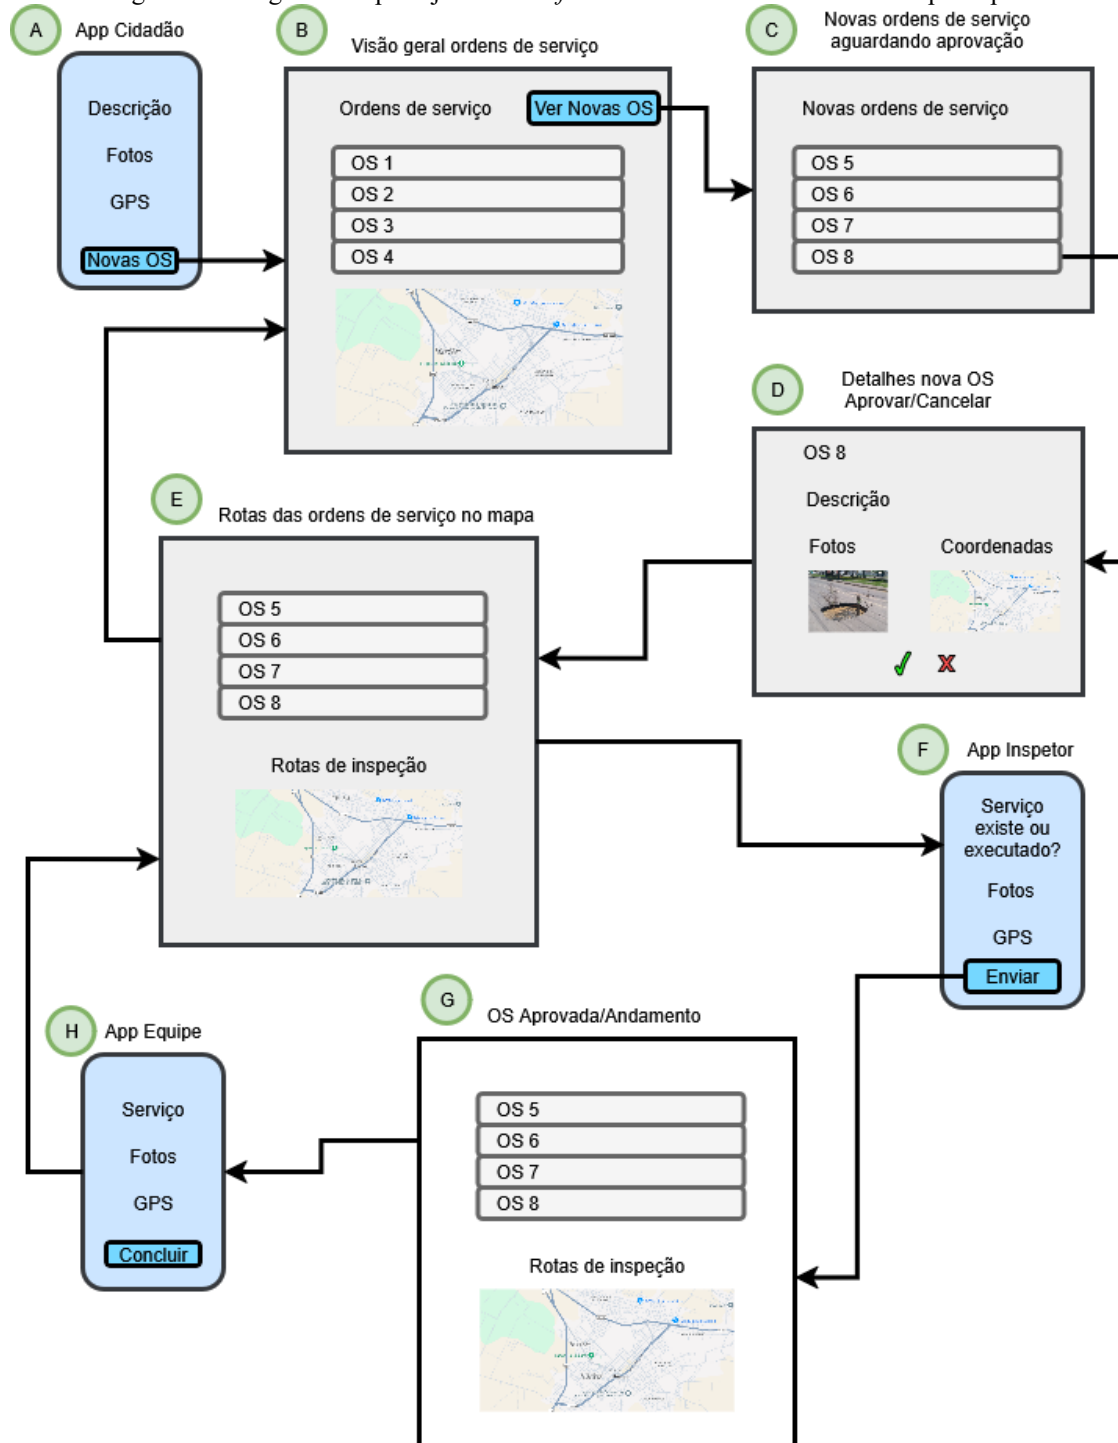 A
App Cidadão
Descrição
Fotos
GPS
Novas OS
B
Visão geral ordens de serviço
Ordens de serviço
Ver Novas OS
OS 1
OS 2
OS 3
OS 4
C
Novas ordens de serviço
aguardando aprovação
Novas ordens de serviço
OS 5
OS 6
OS 7
OS 8
D
Detalhes nova OS
Aprovar/Cancelar
OS 8
Descrição
Fotos
Coordenadas
E
Rotas das ordens de serviço no mapa
OS 5
OS 6
OS 7
OS 8
Rotas de inspeção
F
App Inspetor
Serviço
existe ou
executado?
Fotos
GPS
Enviar
G
OS Aprovada/Andamento
OS 5
OS 6
OS 7
OS 8
Rotas de inspeção
H
App Equipe
Serviço
Fotos
GPS
Concluir